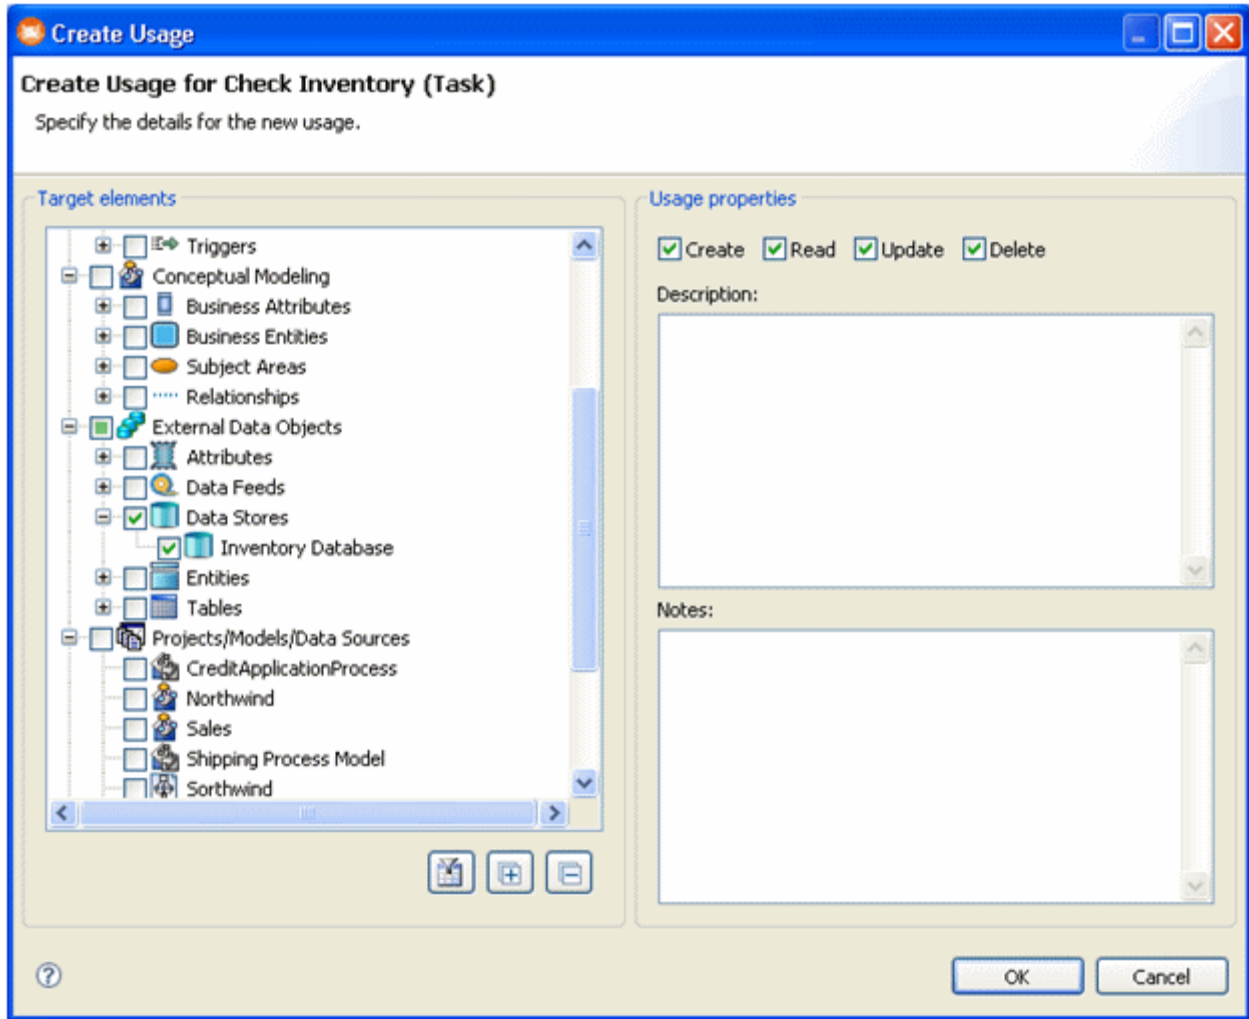 Create Usage
Create Usage for Check Inventory (Task)
Specify the details for the new usage.
Target elements
Triggers
Conceptual Modeling
Business Attributes
Business Entities
Subject Areas
Relationships
External Data Objects
Attributes
Data Feeds
Data Stores
Inventory Database
Entities
Tables
Projects/Models/Data Sources
CreditApplicationProcess
Northwind
Sales
Shipping Process Model
Sorthwind
Usage properties
Create Read Update Delete
Description:
Notes:
OK Cancel